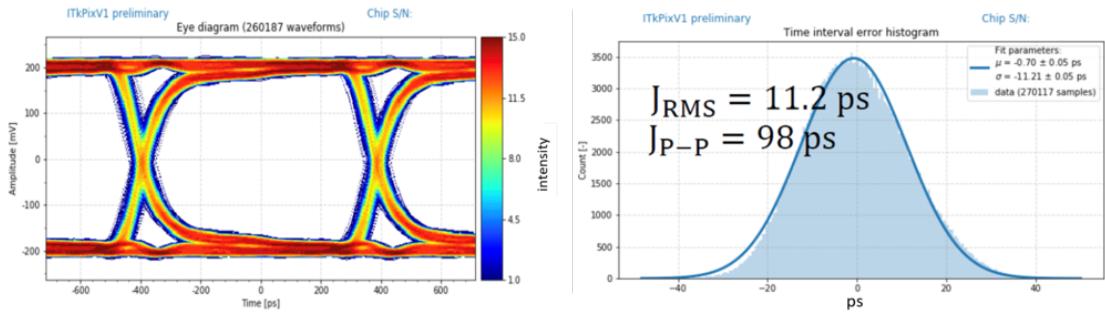 ITkPixV1 preliminary
Chip S/N:
Eye diagram (260187 waveforms)
Amplitude [mV]
200
100
0
-100
-200
-600
-400
-200
0
200
400
600
Time [ps]
15.0
11.5
8.0
4.5
1.0
intensity
ITkPixV1 preliminary
Chip S/N:
Time interval error histogram
Count [-]
3500
3000
2500
2000
1500
1000
500
0
-40
-20
0
20
40
ps
J_RMS = 11.2 ps
J_P−P = 98 ps
Fit parameters:
μ = -0.70 ± 0.05 ps
σ = -11.21 ± 0.05 ps
data (270117 samples)